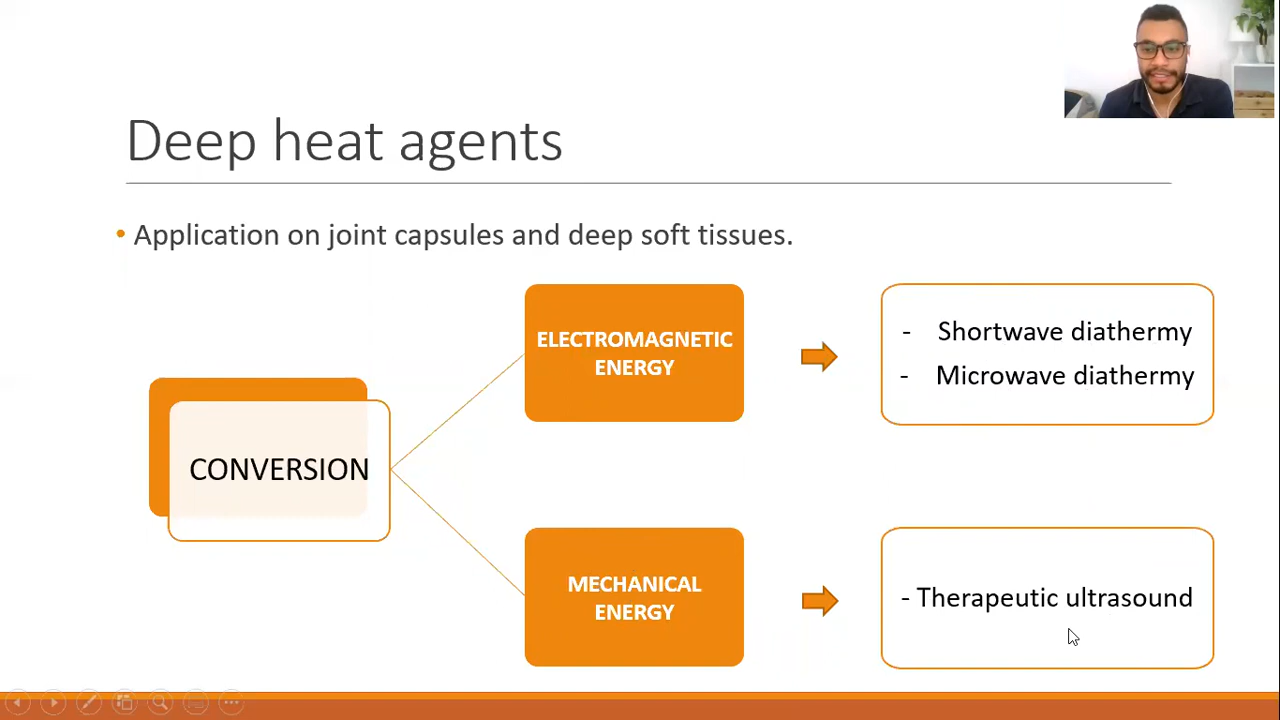 Deep heat agents
• Application on joint capsules and deep soft tissues.
CONVERSION
ELECTROMAGNETIC
ENERGY
- Shortwave diathermy
- Microwave diathermy
MECHANICAL
ENERGY
- Therapeutic ultrasound